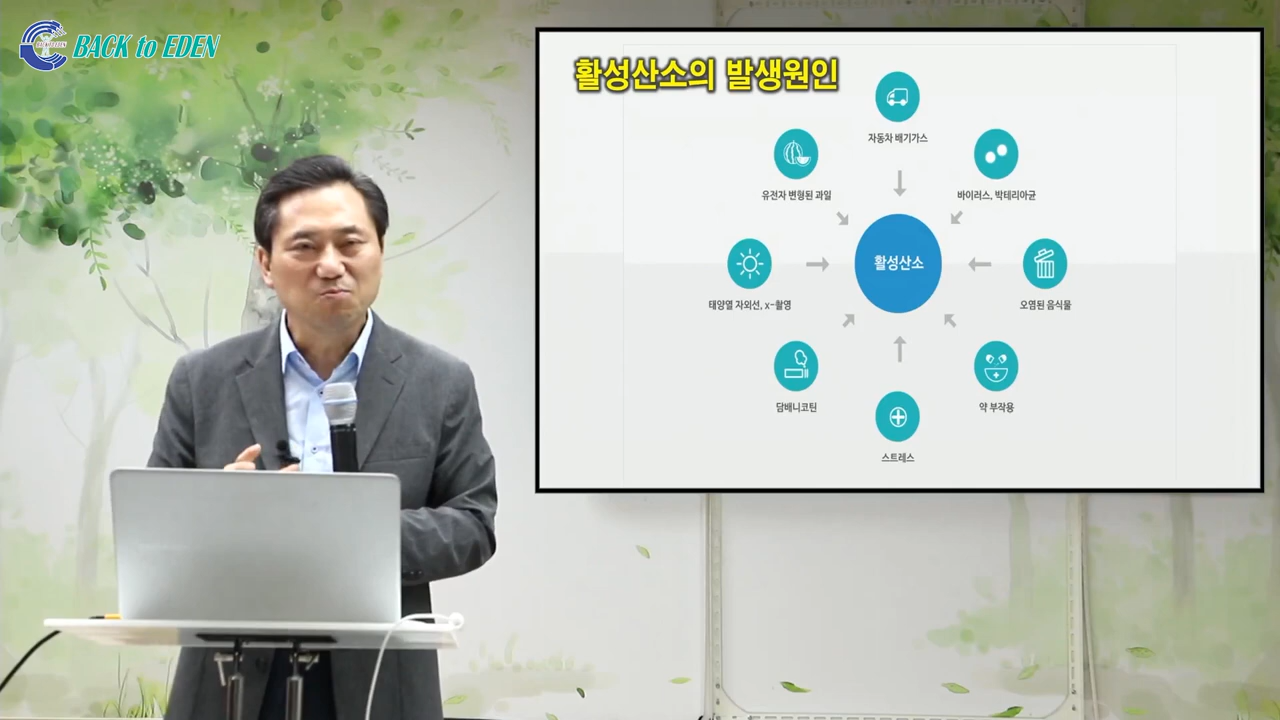 BACK to EDEN
활성산소의 발생원인
자동차 배기가스
유전자 변형된 과일
바이러스, 박테리아균
태양열 자외선, x-촬영
활성산소
오염된 음식물
담배니코틴
약 부작용
스트레스